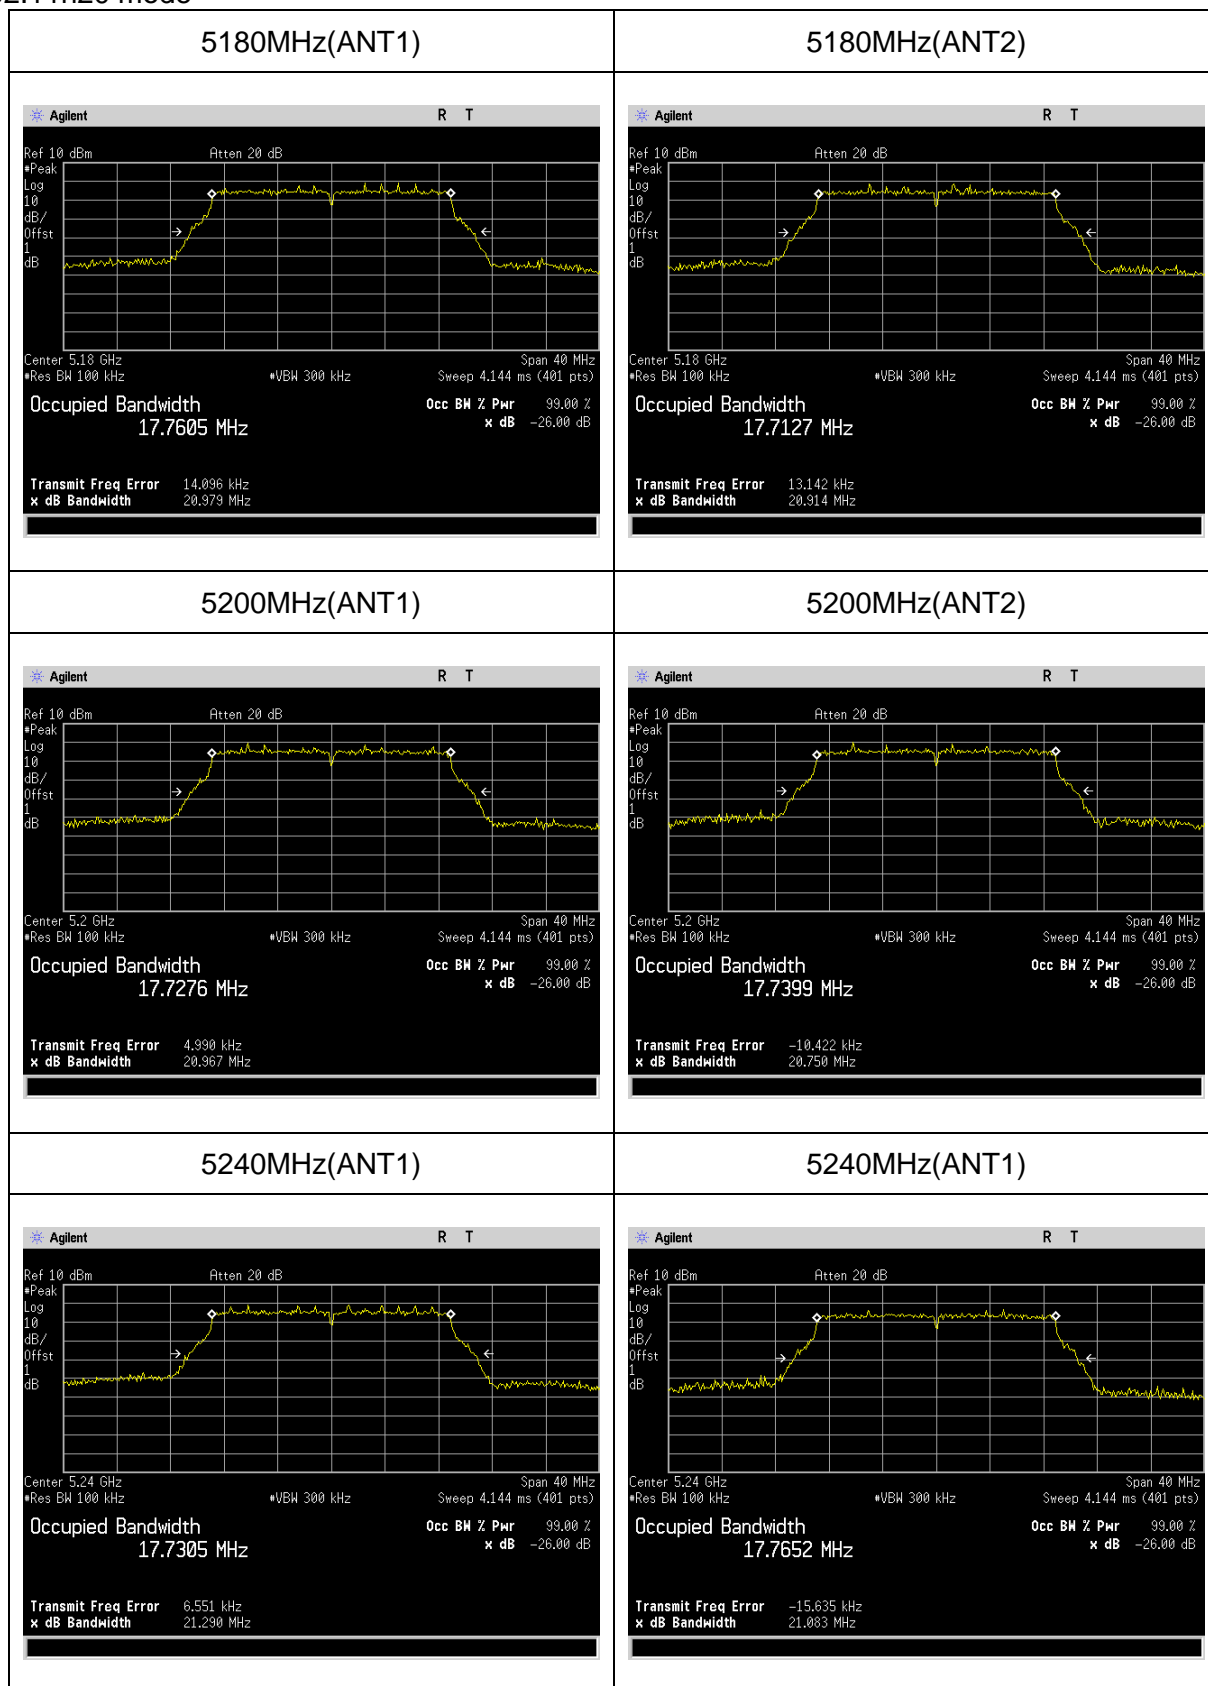 2.11n20 mode
5180MHz(ANT1)
5180MHz(ANT2)
Agilent R T
Ref 10 dBm Atten 20 dB
#Peak
Log
10
dB/
Offst
1
dB
Center 5.18 GHz Span 40 MHz
#Res BW 100 kHz #VBW 300 kHz Sweep 4.144 ms (401 pts)
Occupied Bandwidth Occ BW % Pwr 99.00 %
17.7605 MHz x dB -26.00 dB
Transmit Freq Error 14.096 kHz
x dB Bandwidth 20.979 MHz
Agilent R T
Ref 10 dBm Atten 20 dB
#Peak
Log
10
dB/
Offst
1
dB
Center 5.18 GHz Span 40 MHz
#Res BW 100 kHz #VBW 300 kHz Sweep 4.144 ms (401 pts)
Occupied Bandwidth Occ BW % Pwr 99.00 %
17.7127 MHz x dB -26.00 dB
Transmit Freq Error 13.142 kHz
x dB Bandwidth 20.914 MHz
5200MHz(ANT1)
5200MHz(ANT2)
Agilent R T
Ref 10 dBm Atten 20 dB
#Peak
Log
10
dB/
Offst
1
dB
Center 5.2 GHz Span 40 MHz
#Res BW 100 kHz #VBW 300 kHz Sweep 4.144 ms (401 pts)
Occupied Bandwidth Occ BW % Pwr 99.00 %
17.7276 MHz x dB -26.00 dB
Transmit Freq Error 4.990 kHz
x dB Bandwidth 20.967 MHz
Agilent R T
Ref 10 dBm Atten 20 dB
#Peak
Log
10
dB/
Offst
1
dB
Center 5.2 GHz Span 40 MHz
#Res BW 100 kHz #VBW 300 kHz Sweep 4.144 ms (401 pts)
Occupied Bandwidth Occ BW % Pwr 99.00 %
17.7399 MHz x dB -26.00 dB
Transmit Freq Error -10.422 kHz
x dB Bandwidth 20.750 MHz
5240MHz(ANT1)
5240MHz(ANT1)
Agilent R T
Ref 10 dBm Atten 20 dB
#Peak
Log
10
dB/
Offst
1
dB
Center 5.24 GHz Span 40 MHz
#Res BW 100 kHz #VBW 300 kHz Sweep 4.144 ms (401 pts)
Occupied Bandwidth Occ BW % Pwr 99.00 %
17.7305 MHz x dB -26.00 dB
Transmit Freq Error 6.551 kHz
x dB Bandwidth 21.290 MHz
Agilent R T
Ref 10 dBm Atten 20 dB
#Peak
Log
10
dB/
Offst
1
dB
Center 5.24 GHz Span 40 MHz
#Res BW 100 kHz #VBW 300 kHz Sweep 4.144 ms (401 pts)
Occupied Bandwidth Occ BW % Pwr 99.00 %
17.7652 MHz x dB -26.00 dB
Transmit Freq Error -15.635 kHz
x dB Bandwidth 21.083 MHz